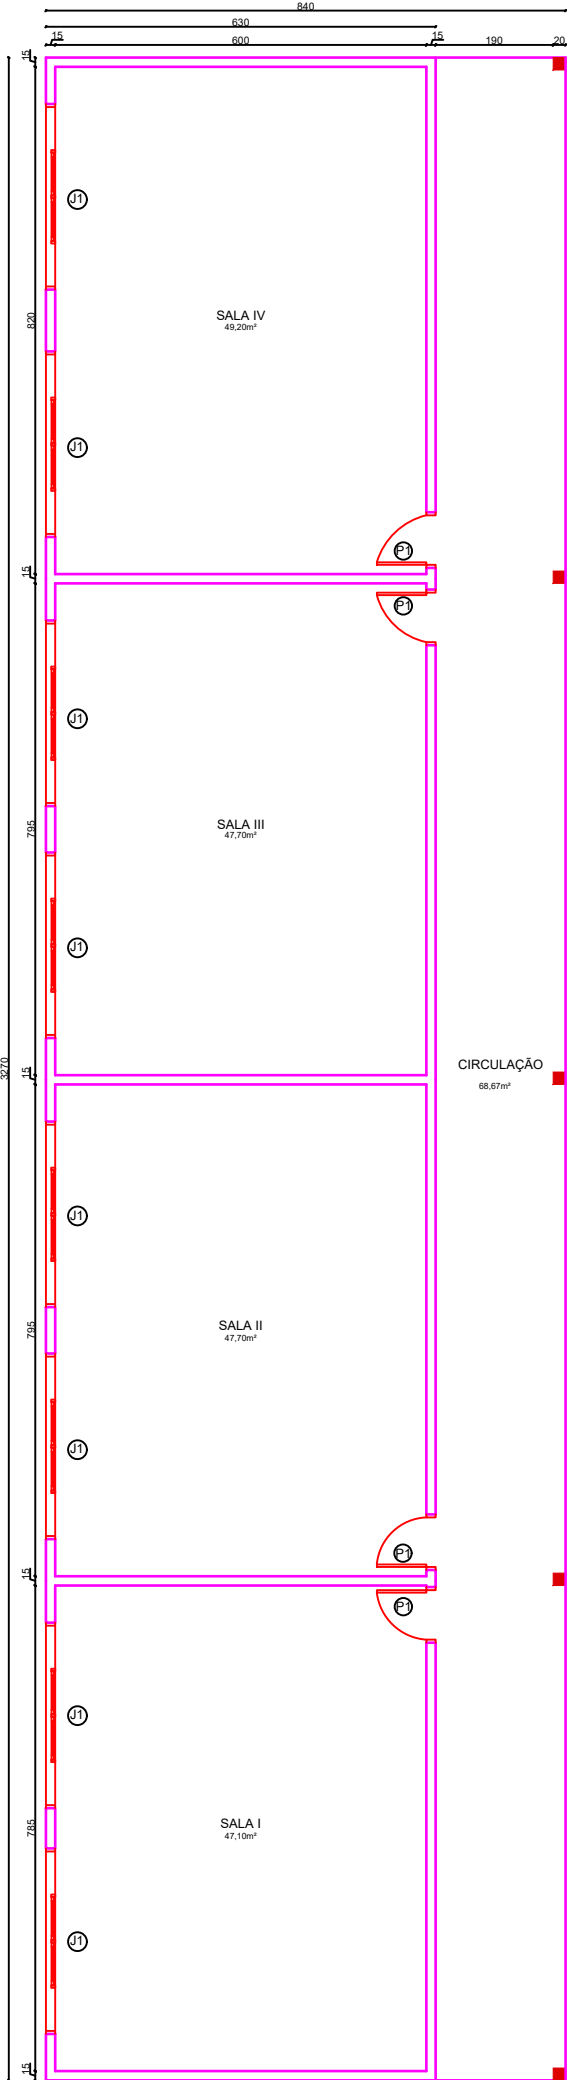 840
630
15
600
15
190
20
15
J1
SALA IV
49,20m²
820
J1
P1
15
P1
J1
SALA III
47,70m²
795
J1
3270
15
CIRCULAÇÃO
68,67m²
J1
SALA II
47,70m²
795
J1
P1
15
P1
J1
SALA I
47,10m²
785
J1
15